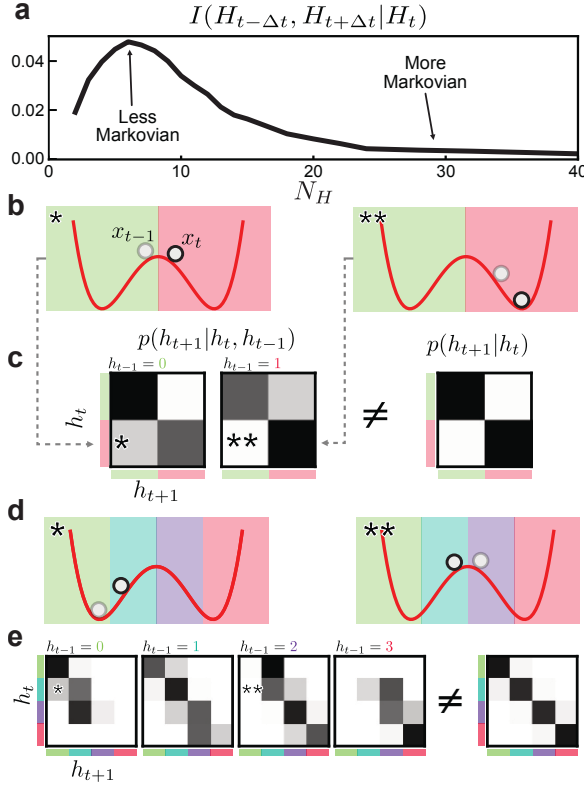 a
I(H_{t−Δt}, H_{t+Δt}|H_t)
0.04
0.02
0.00
Less
Markovian
More
Markovian
0 10 20 30 40
N_H
b
* x_{t−1} x_t
**
p(h_{t+1}|h_t, h_{t−1}) p(h_{t+1}|h_t)
c
h_{t−1} = 0 h_{t−1} = 1
h_t
* ** ≠
h_{t+1}
d
* **
e
h_{t−1} = 0 h_{t−1} = 1 h_{t−1} = 2 h_{t−1} = 3
h_t
* ** ≠
h_{t+1}